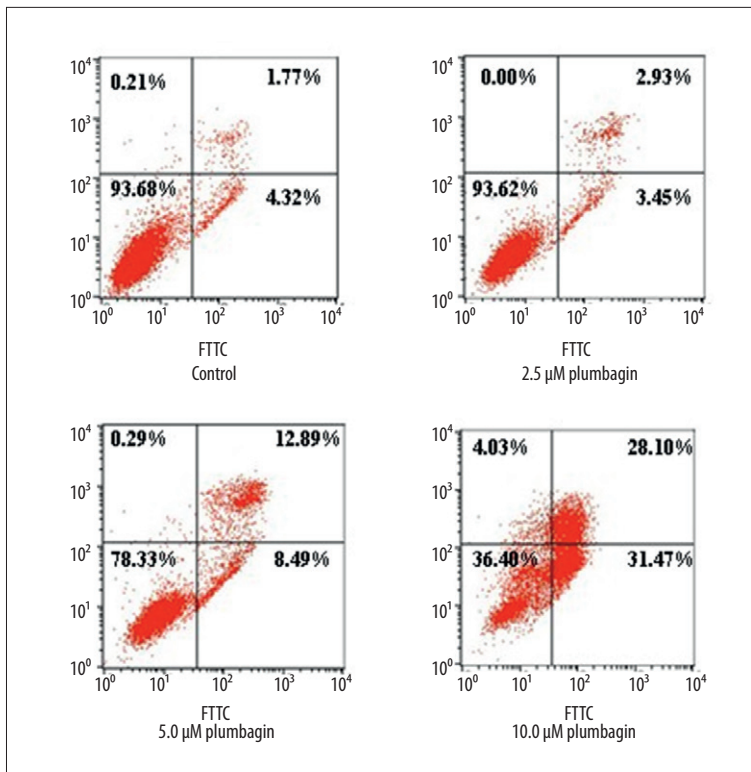 10⁴
0.21% 1.77%
10³
10²
93.68% 4.32%
10¹
10⁰
10⁰ 10¹ 10² 10³ 10⁴
FTTC
Control
10⁴
0.00% 2.93%
10³
10²
93.62% 3.45%
10¹
10⁰
10⁰ 10¹ 10² 10³ 10⁴
FTTC
2.5 µM plumbagin
10⁴
0.29% 12.89%
10³
10²
78.33% 8.49%
10¹
10⁰
10⁰ 10¹ 10² 10³ 10⁴
FTTC
5.0 µM plumbagin
10⁴
4.03% 28.10%
10³
10²
36.40% 31.47%
10¹
10⁰
10⁰ 10¹ 10² 10³ 10⁴
FTTC
10.0 µM plumbagin